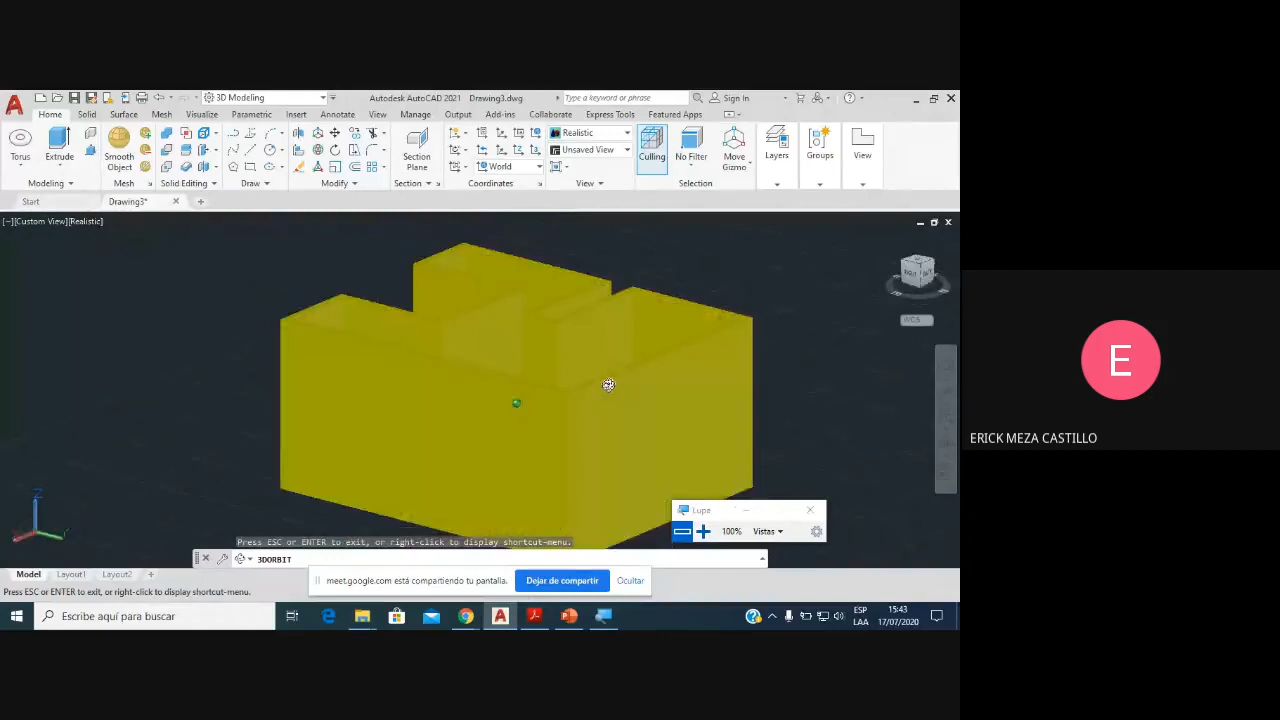 3D Modeling
Autodesk AutoCAD 2021 Drawing3.dwg
Type a keyword or phrase
Sign In
Home Solid Surface Mesh Visualize Parametric Insert Annotate View Manage Output Add-ins Collaborate Express Tools Featured Apps
Torus
Extrude
Smooth
Object
Section
Plane
World
Realistic
Unsaved View
Culling
No Filter
Move
Gizmo
Layers
Groups
View
Modeling
Mesh
Solid Editing
Draw
Modify
Section
Coordinates
View
Selection
Start
Drawing3*
[−][Custom View][Realistic]
WCS
Z
Lupa
100%
Vistas
Press ESC or ENTER to exit, or right-click to display shortcut-menu.
3DORBIT
Model Layout1 Layout2
meet.google.com está compartiendo tu pantalla.
Dejar de compartir
Ocultar
Press ESC or ENTER to exit, or right-click to display shortcut-menu.
Escribe aquí para buscar
ESP
LAA
15:43
17/07/2020
E
ERICK MEZA CASTILLO